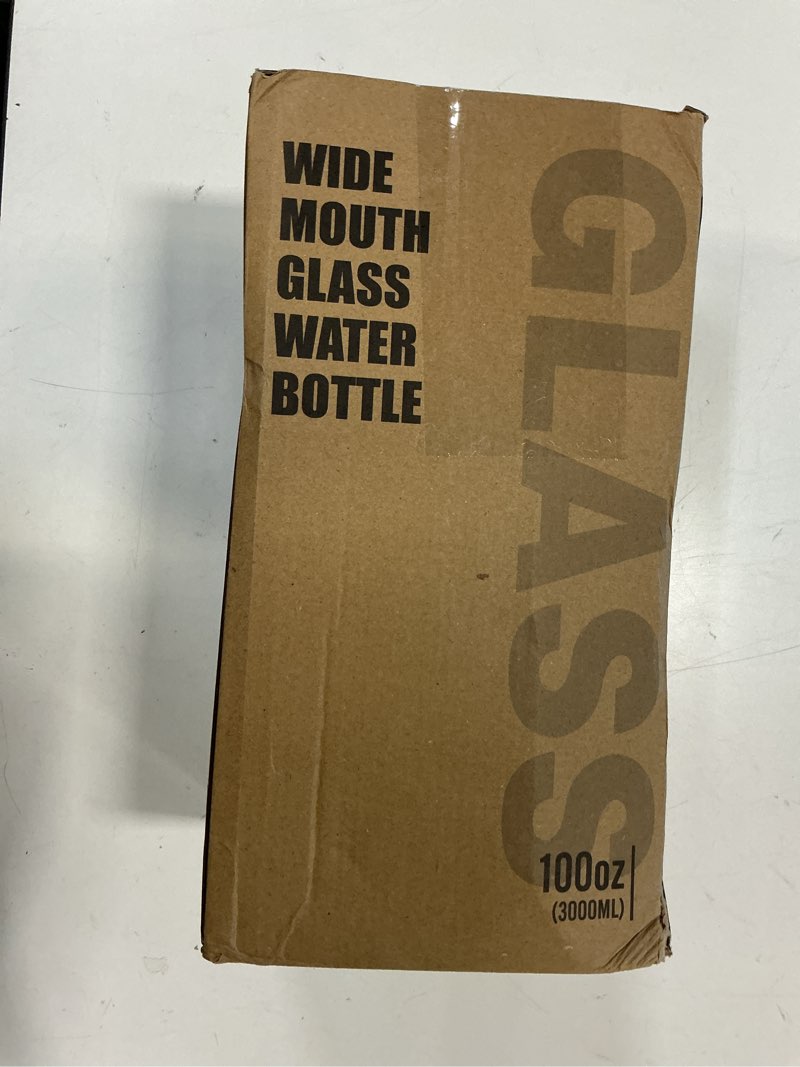 WIDE
MOUTH
GLASS
WATER
BOTTLE
GLASS
100oz
(3000ML)